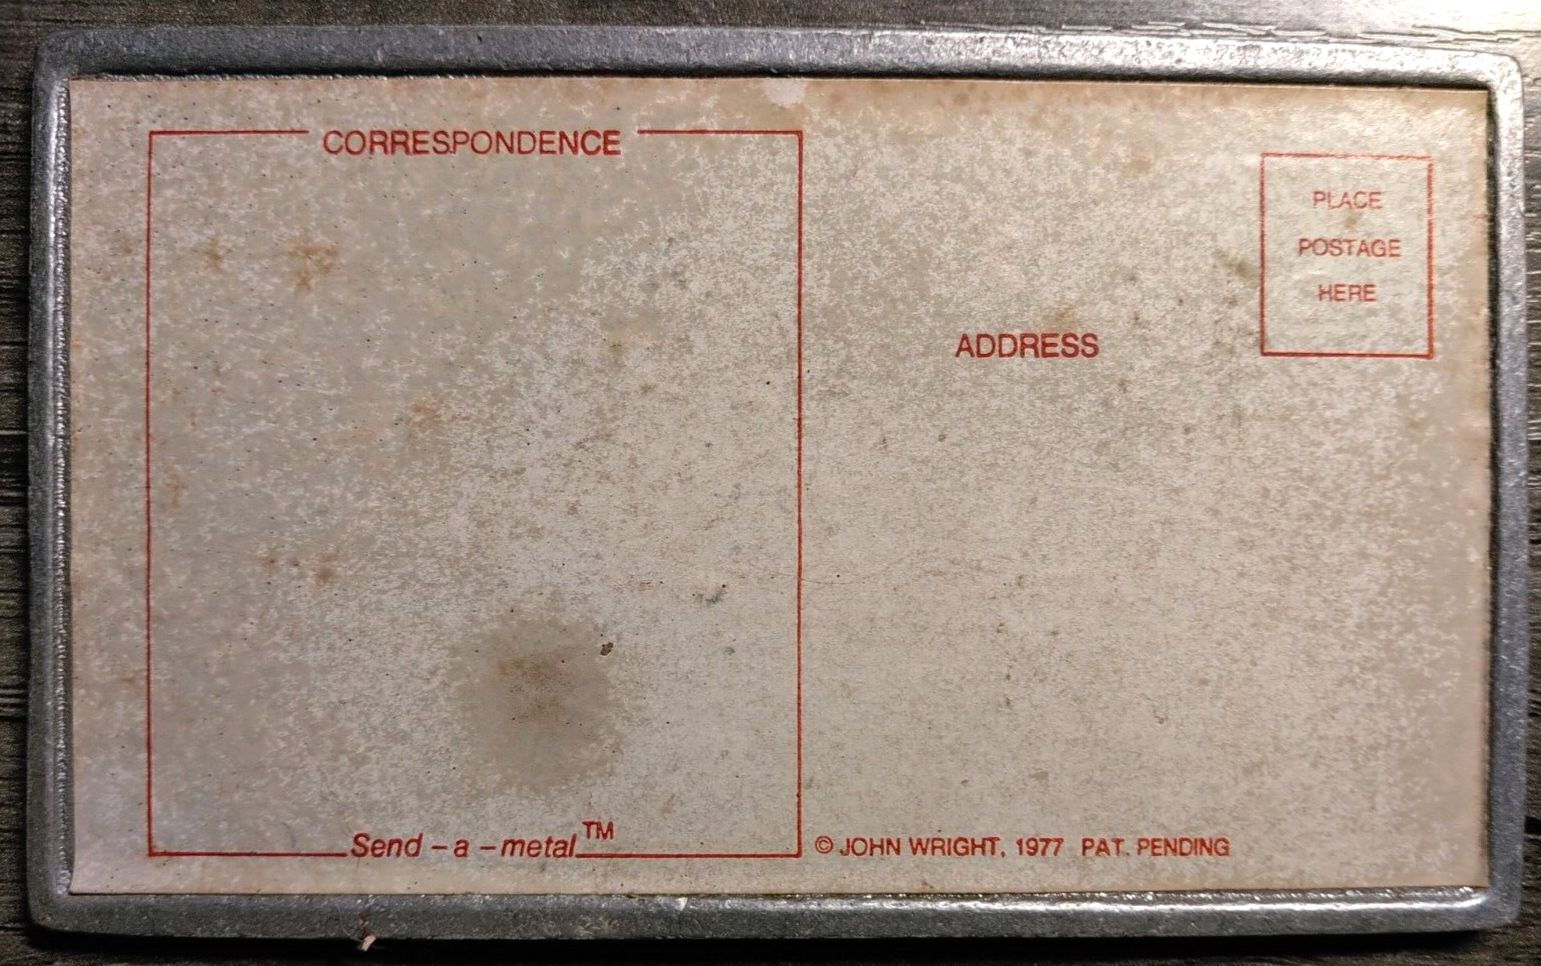 CORRESPONDENCE
Send-a-metal™
PLACE
POSTAGE
HERE
ADDRESS
© JOHN WRIGHT, 1977 PAT. PENDING